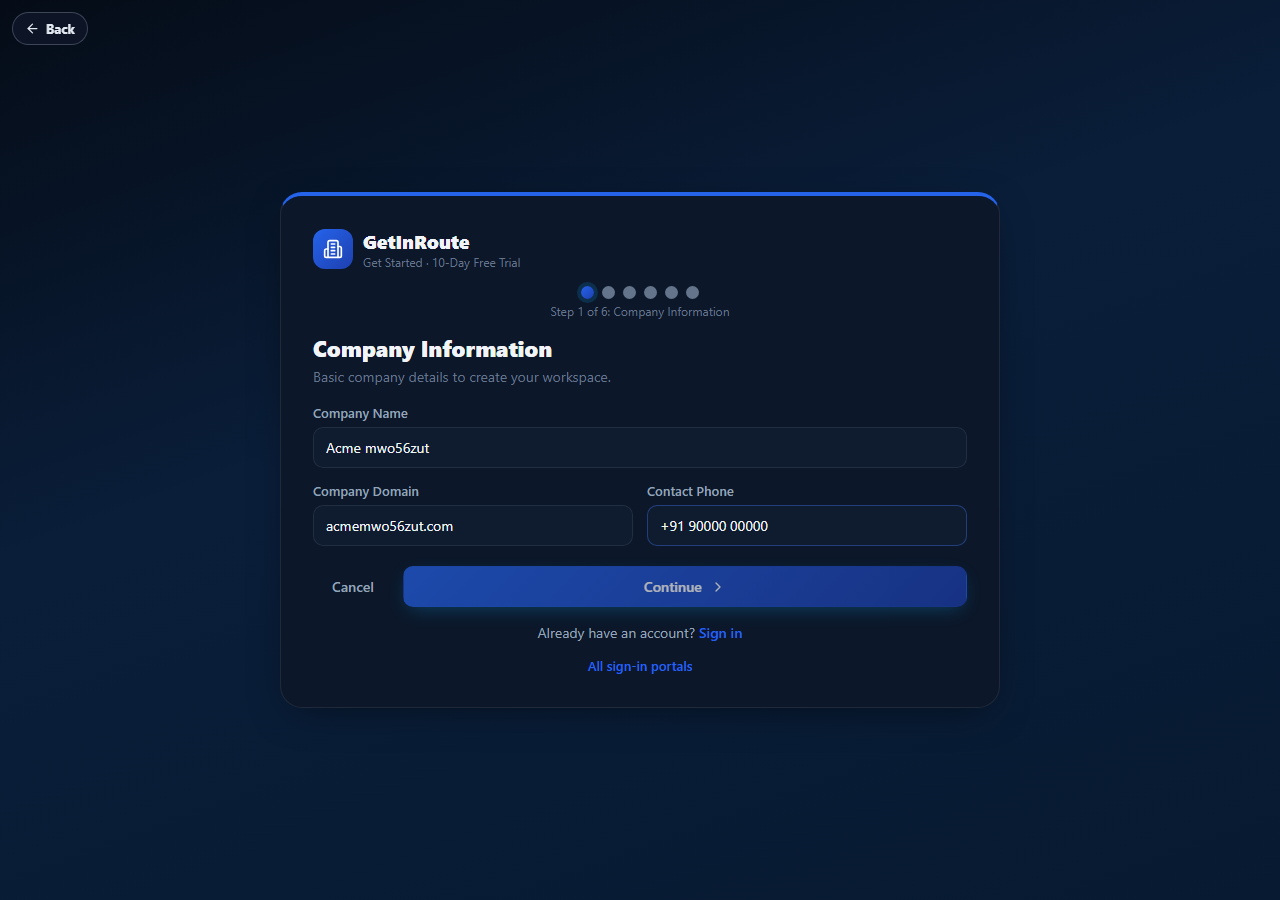 Back
GetInRoute
Get Started · 10-Day Free Trial
Step 1 of 6: Company Information
Company Information
Basic company details to create your workspace.
Company Name
Acme mwo56zut
Company Domain
Contact Phone
acmemwo56zut.com
+91 90000 00000
Cancel
Continue
Already have an account? Sign in
All sign-in portals